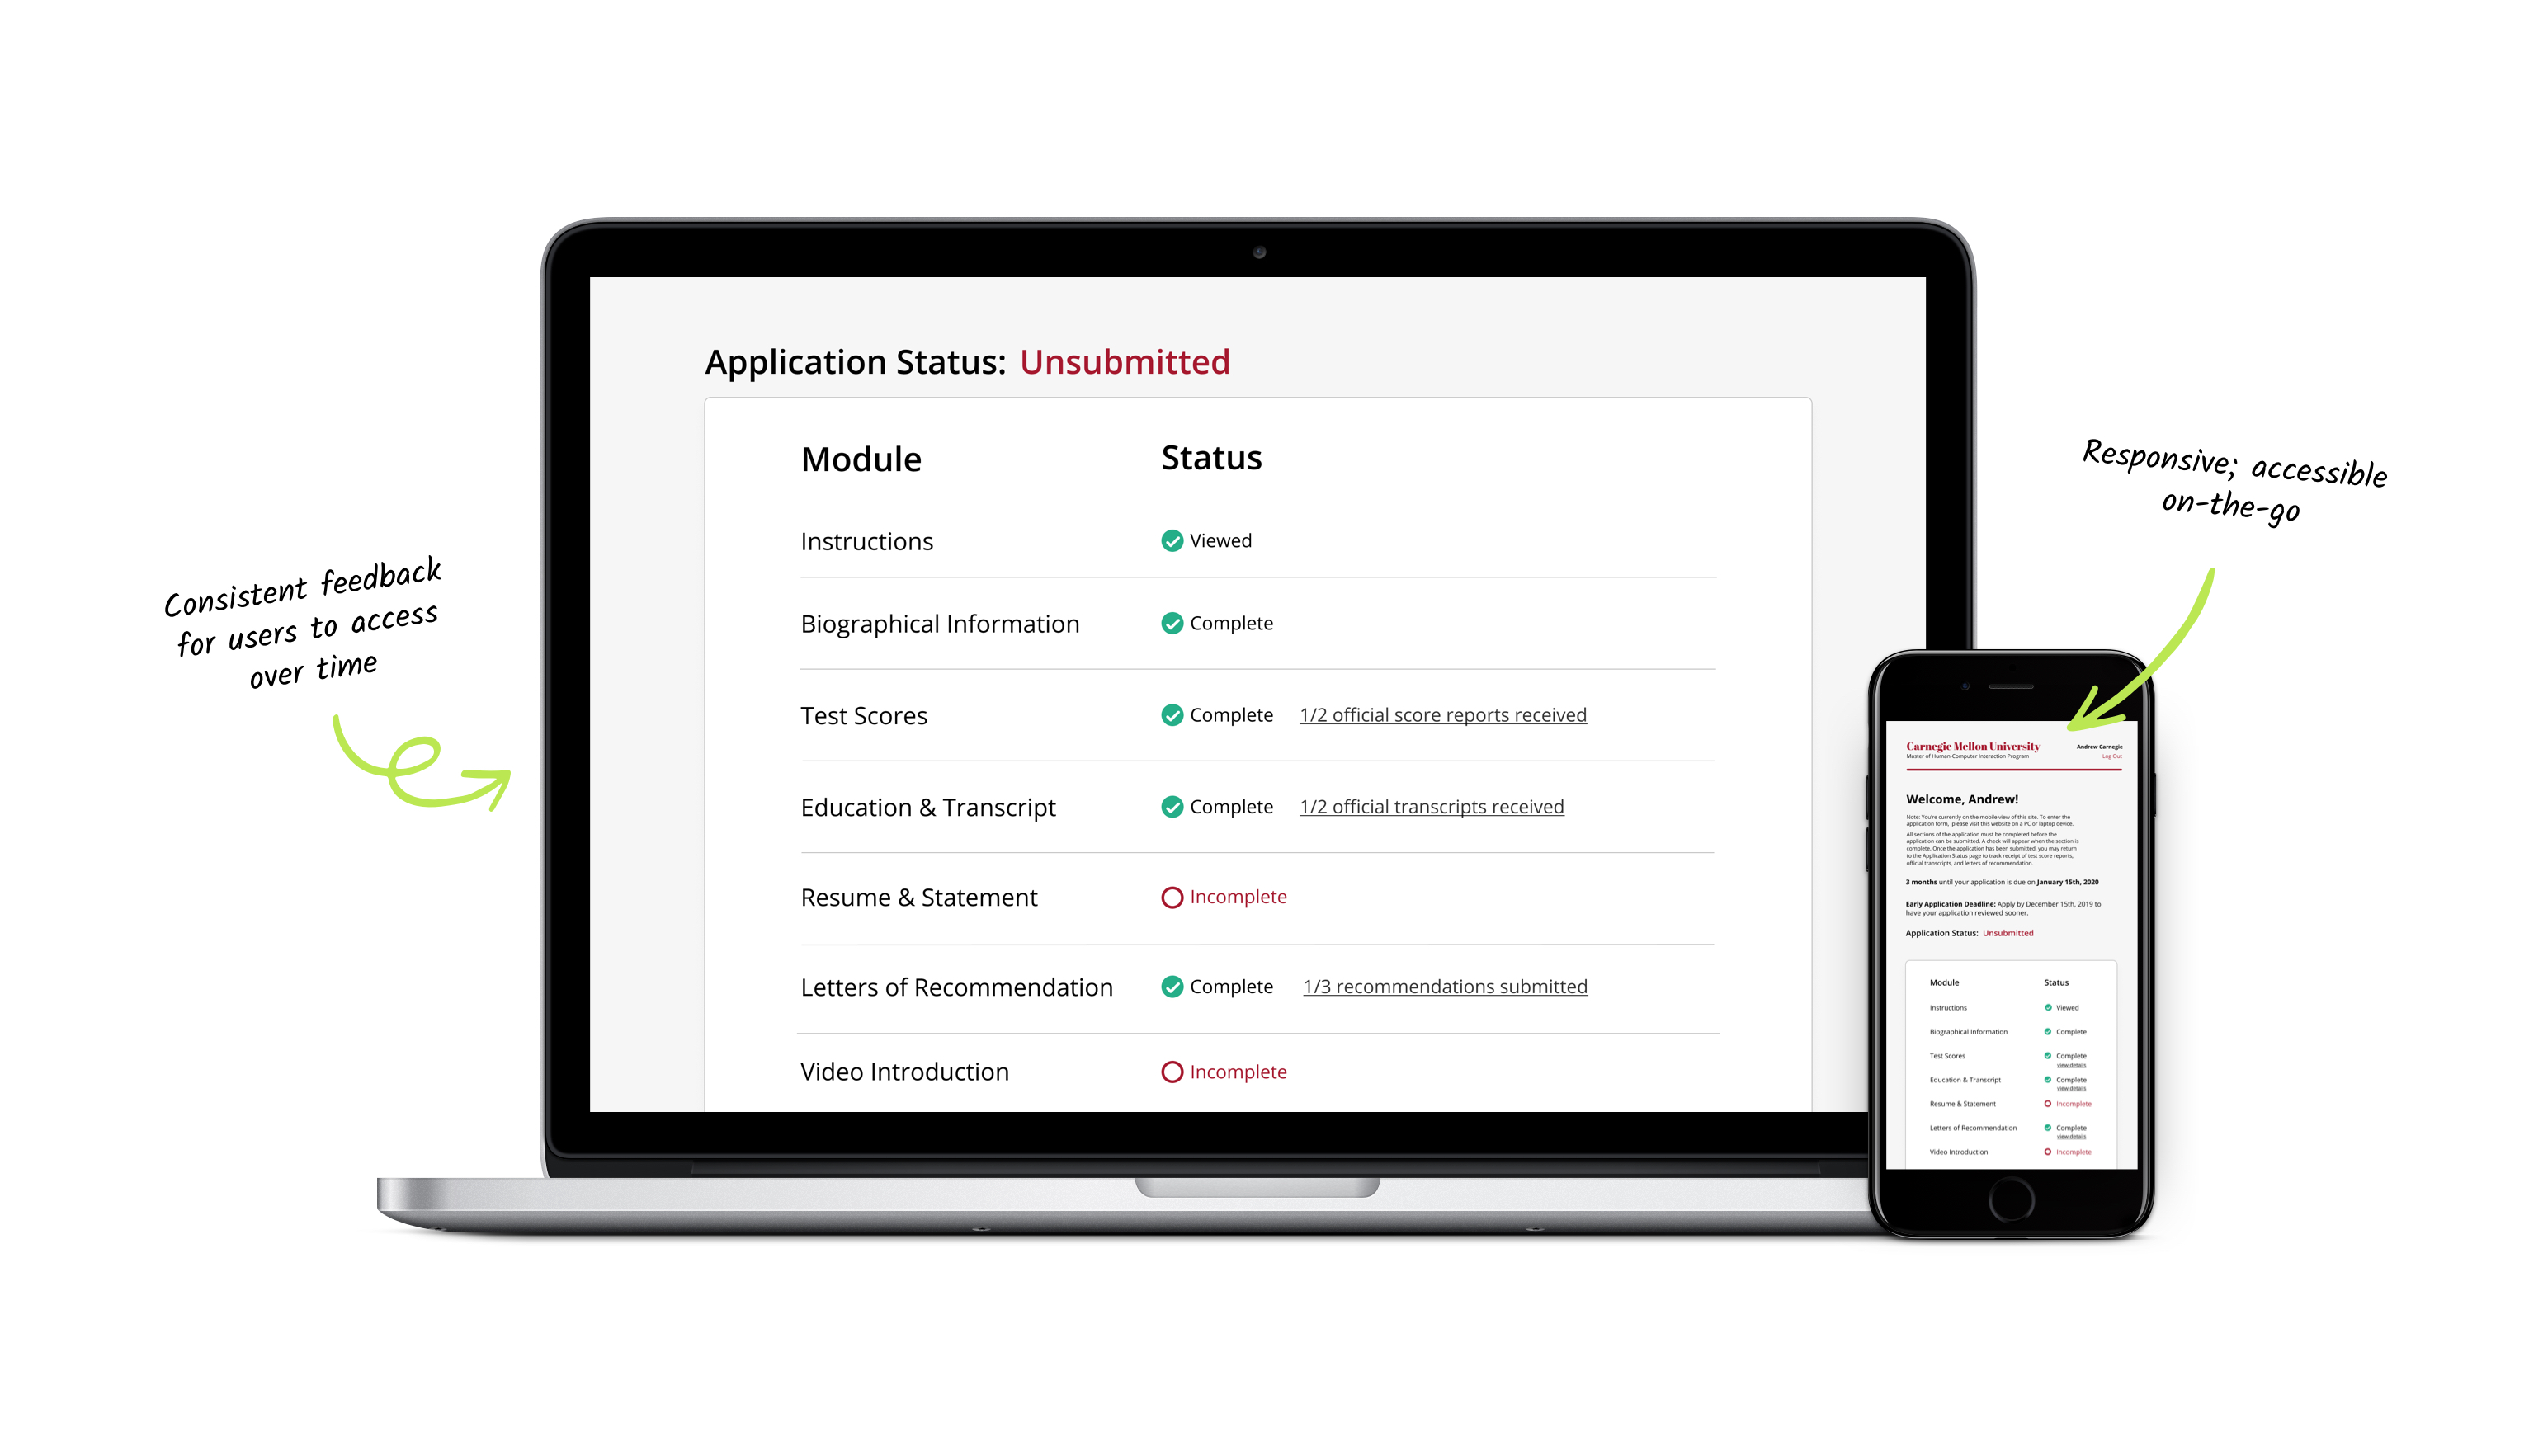 Consistent feedback
for users to access
over time
Application Status: Unsubmitted
Module Status
Instructions Viewed
Biographical Information Complete
Test Scores Complete 1/2 official score reports received
Education & Transcript Complete 1/2 official transcripts received
Resume & Statement Incomplete
Letters of Recommendation Complete 1/3 recommendations submitted
Video Introduction Incomplete
Responsive; accessible
on-the-go
Carnegie Mellon University Andrew Carnegie
Master of Human-Computer Interaction Program Log Out
Welcome, Andrew!
Note: You're currently on the mobile view of this site. To enter the
application form, please visit this website on a PC or laptop device.
All sections of the application must be completed before the
application can be submitted. A check will appear when the section is
complete. Once the application has been submitted, you may return
to the Application Status page to track receipt of test score reports,
official transcripts, and letters of recommendation.
3 months until your application is due on January 15th, 2020
Early Application Deadline: Apply by December 15th, 2019 to
have your application reviewed sooner.
Application Status: Unsubmitted
Module Status
Instructions Viewed
Biographical Information Complete
Test Scores Complete
view details
Education & Transcript Complete
view details
Resume & Statement Incomplete
Letters of Recommendation Complete
view details
Video Introduction Incomplete